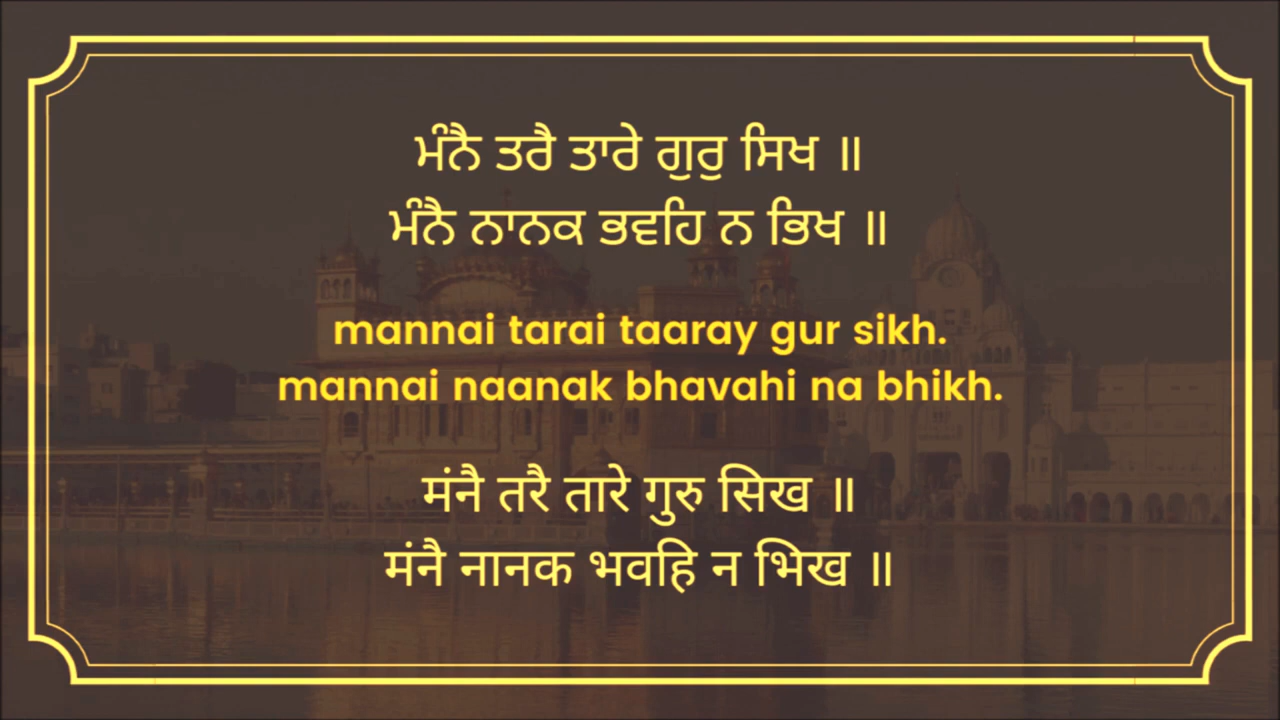 ਮੰਨੈ ਤਰੈ ਤਾਰੇ ਗੁਰੁ ਸਿਖ ॥
ਮੰਨੈ ਨਾਨਕ ਭਵਹਿ ਨ ਭਿਖ ॥
mannai tarai taaray gur sikh.
mannai naanak bhavahi na bhikh.
मंनै तरै तारे गुरु सिख ॥
मंनै नानक भवहि न भिख ॥